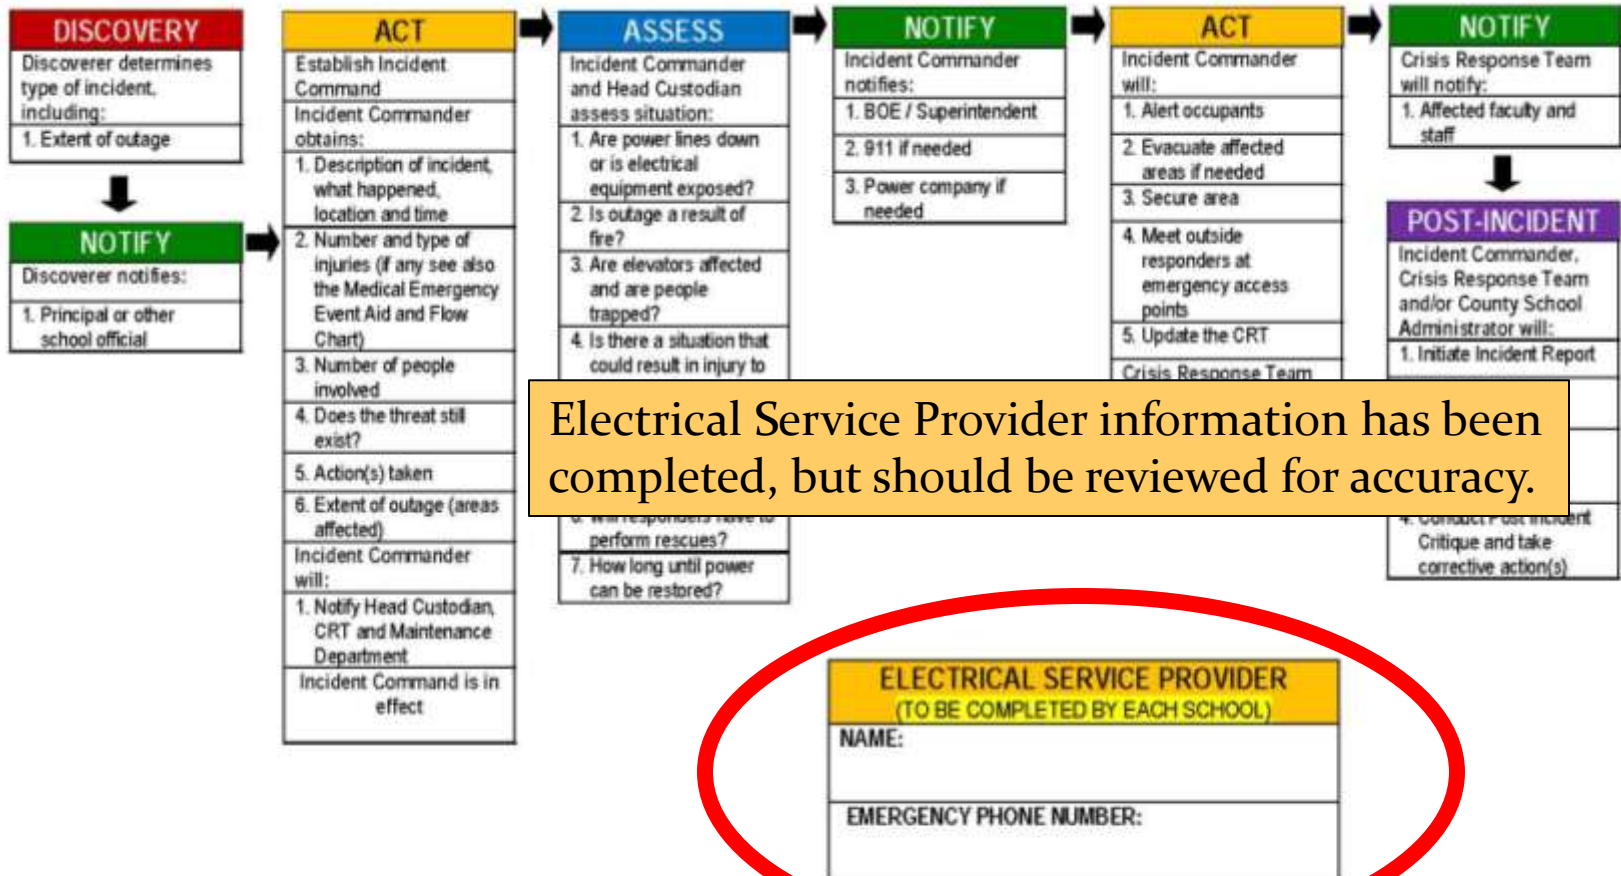 DISCOVERY
Discoverer determines
type of incident,
including:
1. Extent of outage
NOTIFY
Discoverer notifies:
1. Principal or other
school official
ACT
Establish Incident
Command
Incident Commander
obtains:
1. Description of incident,
what happened,
location and time
2. Number and type of
injuries (if any see also
the Medical Emergency
Event Aid and Flow
Chart)
3. Number of people
involved
4. Does the threat still
exist?
5. Action(s) taken
6. Extent of outage (areas
affected)
Incident Commander
will:
1. Notify Head Custodian,
CRT and Maintenance
Department
Incident Command is in
effect
ASSESS
Incident Commander
and Head Custodian
assess situation:
1. Are power lines down
or is electrical
equipment exposed?
2. Is outage a result of
fire?
3. Are elevators affected
and are people
trapped?
4. Is there a situation that
could result in injury to
6. Will responders have to
perform rescues?
7. How long until power
can be restored?
NOTIFY
Incident Commander
notifies:
1. BOE / Superintendent
2. 911 if needed
3. Power company if
needed
ACT
Incident Commander
will:
1. Alert occupants
2. Evacuate affected
areas if needed
3. Secure area
4. Meet outside
responders at
emergency access
points
5. Update the CRT
Crisis Response Team
NOTIFY
Crisis Response Team
will notify:
1. Affected faculty and
staff
POST-INCIDENT
Incident Commander,
Crisis Response Team
and/or County School
Administrator will:
1. Initiate Incident Report
4. Conduct Post Incident
Critique and take
corrective action(s)
Electrical Service Provider information has been
completed, but should be reviewed for accuracy.
ELECTRICAL SERVICE PROVIDER
(TO BE COMPLETED BY EACH SCHOOL)
NAME:
EMERGENCY PHONE NUMBER: